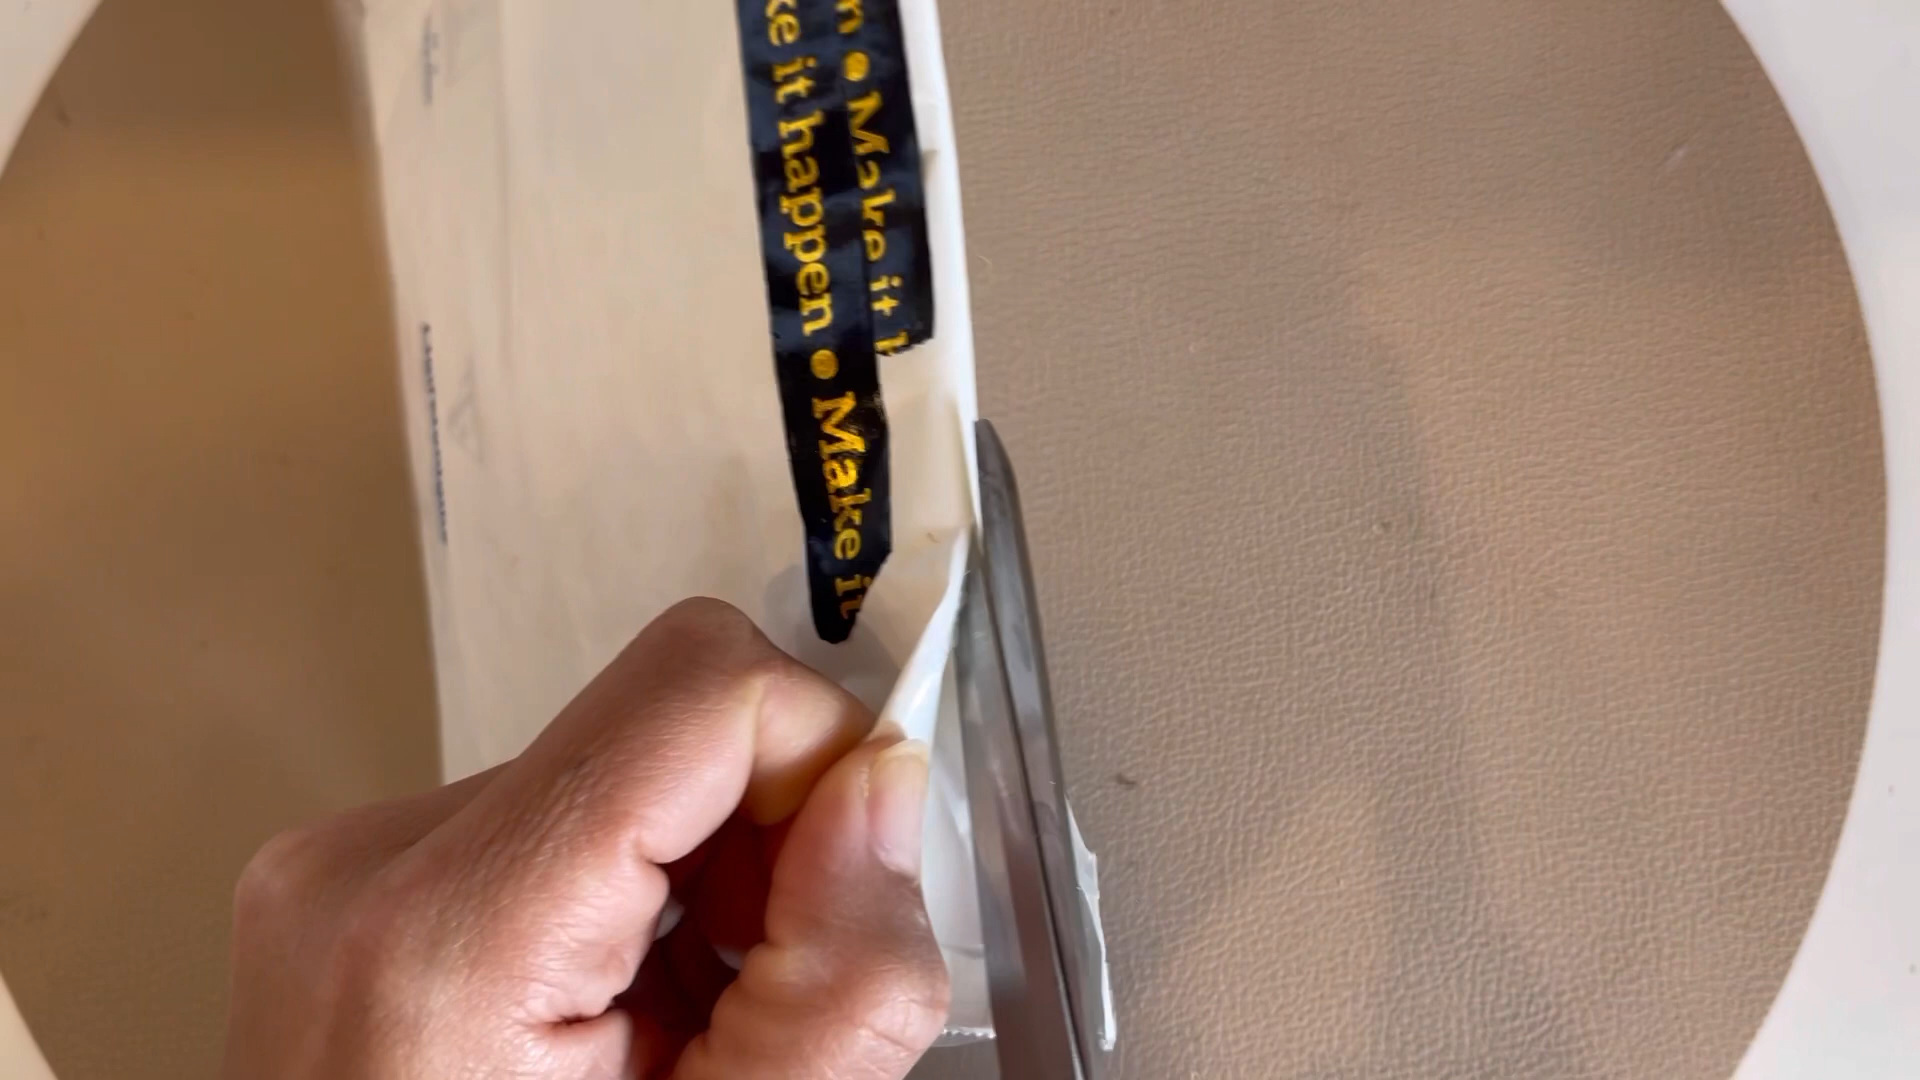 n • Make it h
ke it happen • Make it